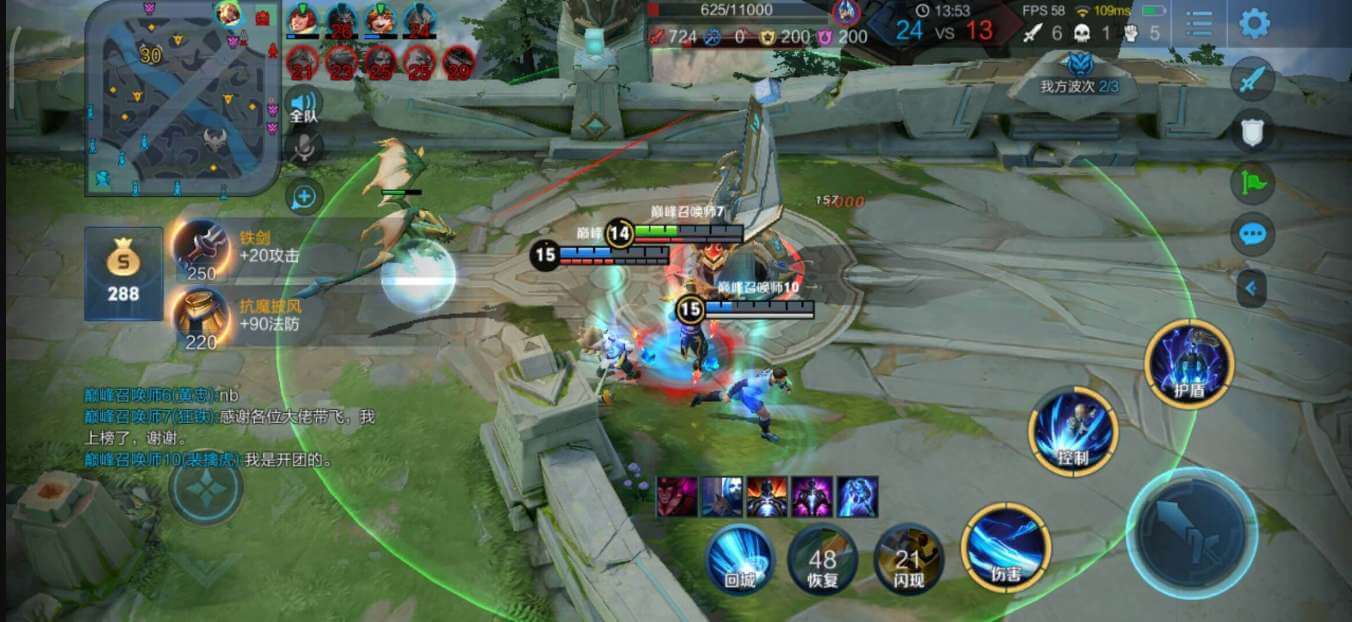 625/11000
724 0 200 200
24 VS 13
13:53
FPS 58 109ms
6 1 5
我方波次 2/3
30
26 24
21 23 25
全队
288
铁剑
+20攻击
250
抗魔披风
+90法防
220
巅峰召唤师7
巅峰
14
15
巅峰召唤师10
15
巅峰召唤师6(黄忠):nb
巅峰召唤师7(狂铁):感谢各位大佬带飞，我
上榜了，谢谢。
巅峰召唤师10(裴擒虎):我是开团的。
护盾
控制
伤害
回城
48
恢复
21
闪现